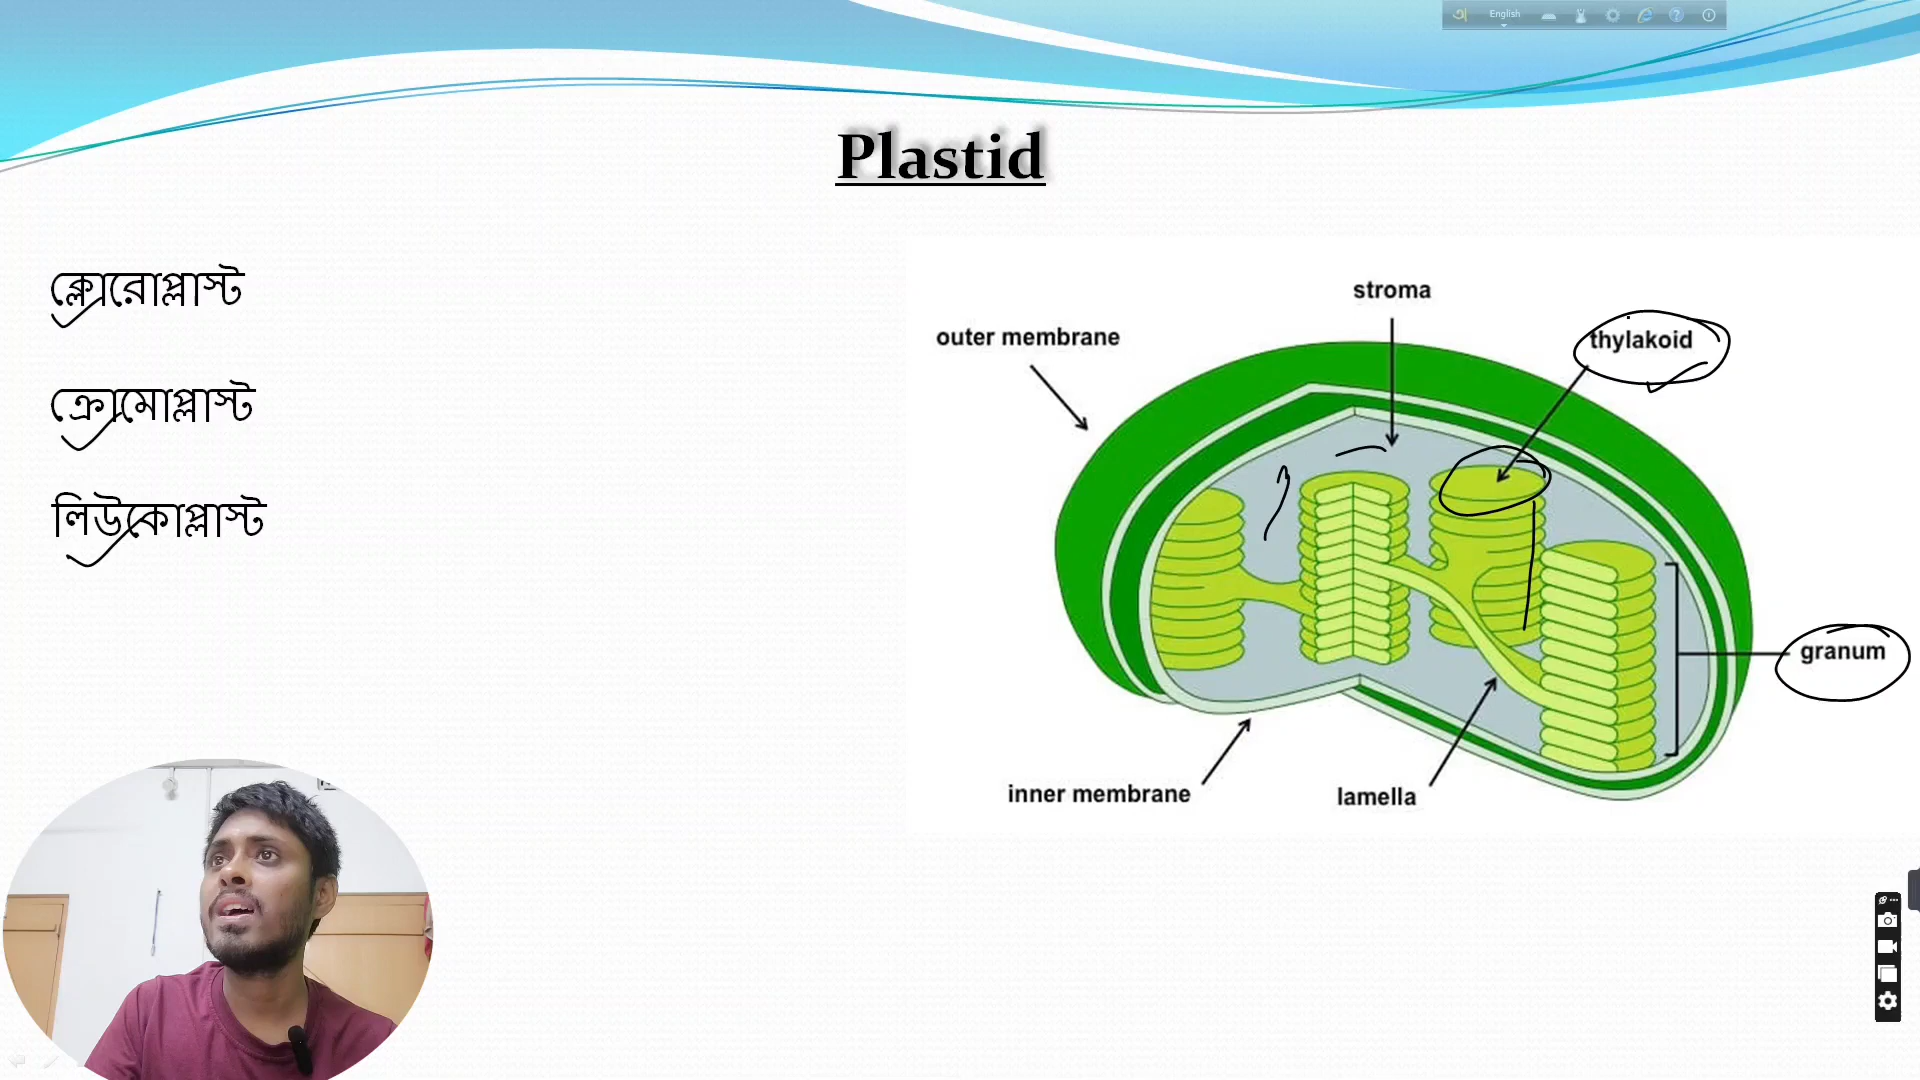 English
Plastid
ক্লোরোপ্লাস্ট
ক্রোমোপ্লাস্ট
লিউকোপ্লাস্ট
stroma
outer membrane
thylakoid
granum
inner membrane
lamella